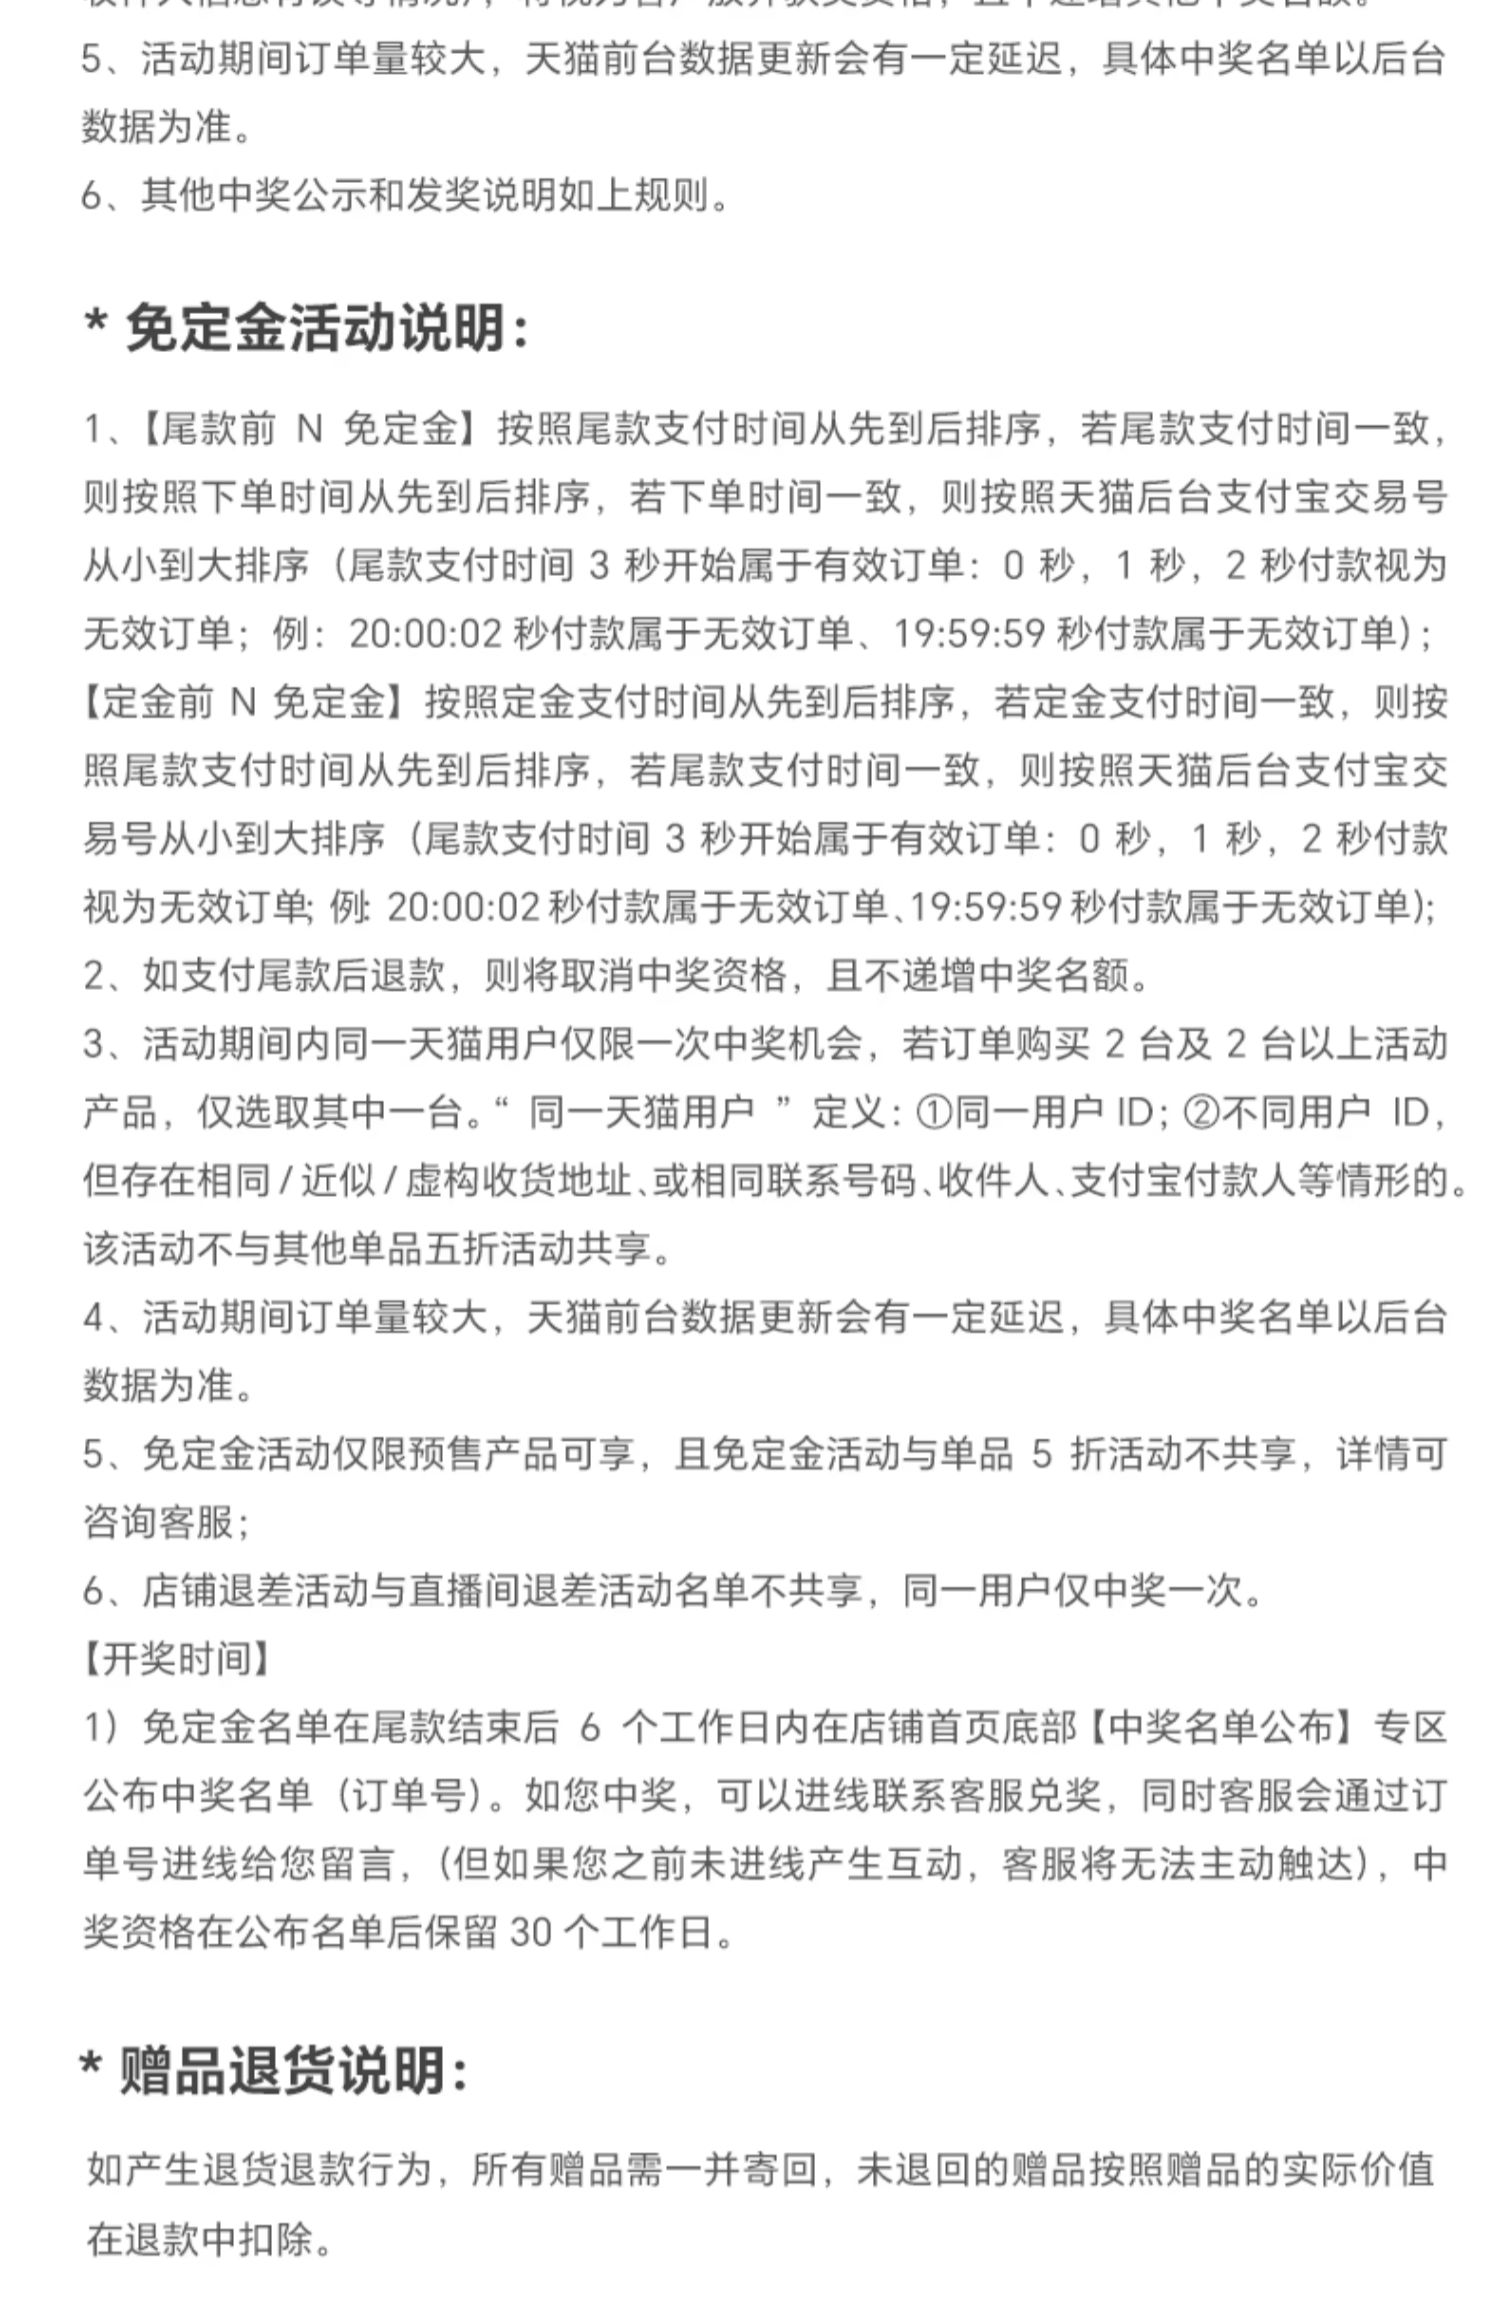 5、活动期间订单量较大，天猫前台数据更新会有一定延迟，具体中奖名单以后台
数据为准。
6、其他中奖公示和发奖说明如上规则。
* 免定金活动说明：
1、【尾款前 N 免定金】按照尾款支付时间从先到后排序，若尾款支付时间一致，
则按照下单时间从先到后排序，若下单时间一致，则按照天猫后台支付宝交易号
从小到大排序（尾款支付时间 3 秒开始属于有效订单：0 秒，1 秒，2 秒付款视为
无效订单；例：20:00:02 秒付款属于无效订单、19:59:59 秒付款属于无效订单）；
【定金前 N 免定金】按照定金支付时间从先到后排序，若定金支付时间一致，则按
照尾款支付时间从先到后排序，若尾款支付时间一致，则按照天猫后台支付宝交
易号从小到大排序（尾款支付时间 3 秒开始属于有效订单：0 秒，1 秒，2 秒付款
视为无效订单；例：20:00:02 秒付款属于无效订单、19:59:59 秒付款属于无效订单）；
2、如支付尾款后退款，则将取消中奖资格，且不递增中奖名额。
3、活动期间内同一天猫用户仅限一次中奖机会，若订单购买 2 台及 2 台以上活动
产品，仅选取其中一台。“ 同一天猫用户 ” 定义：①同一用户 ID；②不同用户 ID，
但存在相同 / 近似 / 虚构收货地址、或相同联系号码、收件人、支付宝付款人等情形的。
该活动不与其他单品五折活动共享。
4、活动期间订单量较大，天猫前台数据更新会有一定延迟，具体中奖名单以后台
数据为准。
5、免定金活动仅限预售产品可享，且免定金活动与单品 5 折活动不共享，详情可
咨询客服；
6、店铺退差活动与直播间退差活动名单不共享，同一用户仅中奖一次。
【开奖时间】
1）免定金名单在尾款结束后 6 个工作日内在店铺首页底部【中奖名单公布】专区
公布中奖名单（订单号）。如您中奖，可以进线联系客服兑奖，同时客服会通过订
单号进线给您留言，（但如果您之前未进线产生互动，客服将无法主动触达），中
奖资格在公布名单后保留 30 个工作日。
* 赠品退货说明：
如产生退货退款行为，所有赠品需一并寄回，未退回的赠品按照赠品的实际价值
在退款中扣除。